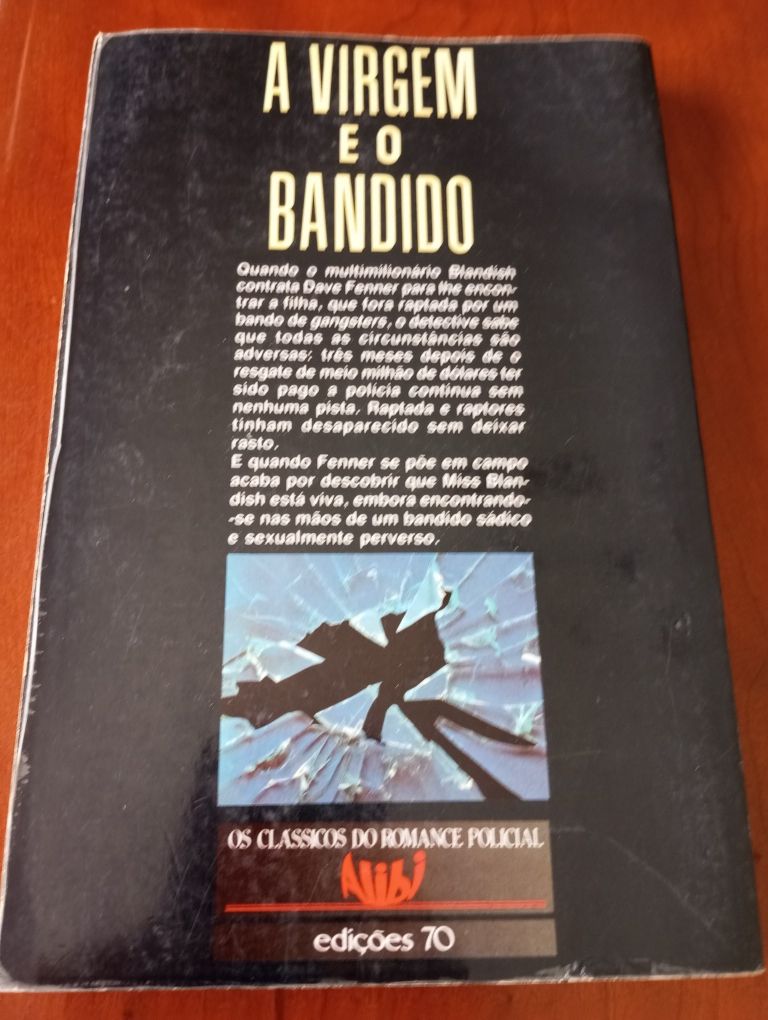 A VIRGEM
E O
BANDIDO
Quando o multimilionário Blandish
contrata Dave Fenner para lhe encon-
trar a filha, que fora raptada por um
bando de gangsters, o detective sabe
que todas as circunstâncias são
adversas: três meses depois de o
resgate de meio milhão de dólares ter
sido pago a polícia continua sem
nenhuma pista. Raptada e raptores
tinham desaparecido sem deixar
rasto.
E quando Fenner se põe em campo
acaba por descobrir que Miss Blan-
dish está viva, embora encontrando-
-se nas mãos de um bandido sádico
e sexualmente perverso.
OS CLÁSSICOS DO ROMANCE POLICIAL
Alibi
edições 70